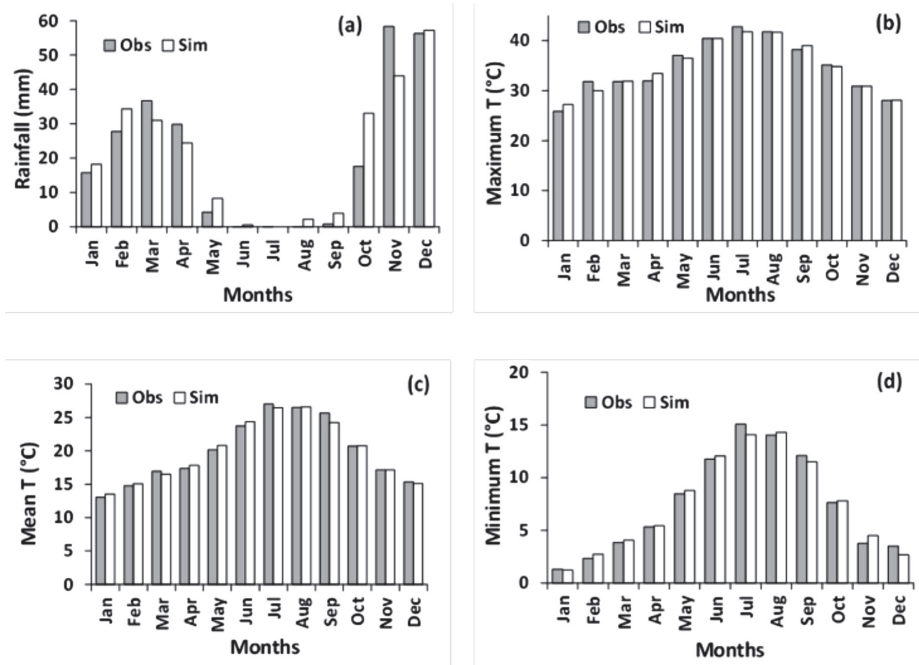 (a)
Obs Sim
Rainfall (mm)
60
50
40
30
20
10
0
Jan Feb Mar Apr May Jun Jul Aug Sep Oct Nov Dec
Months
(b)
Obs Sim
Maximum T (°C)
40
30
20
10
0
Jan Feb Mar Apr May Jun Jul Aug Sep Oct Nov Dec
Months
(c)
Obs Sim
Mean T (°C)
30
25
20
15
10
5
0
Jan Feb Mar Apr May Jun Jul Aug Sep Oct Nov Dec
Months
(d)
Obs Sim
Minimum T (°C)
20
15
10
5
0
Jan Feb Mar Apr May Jun Jul Aug Sep Oct Nov Dec
Months